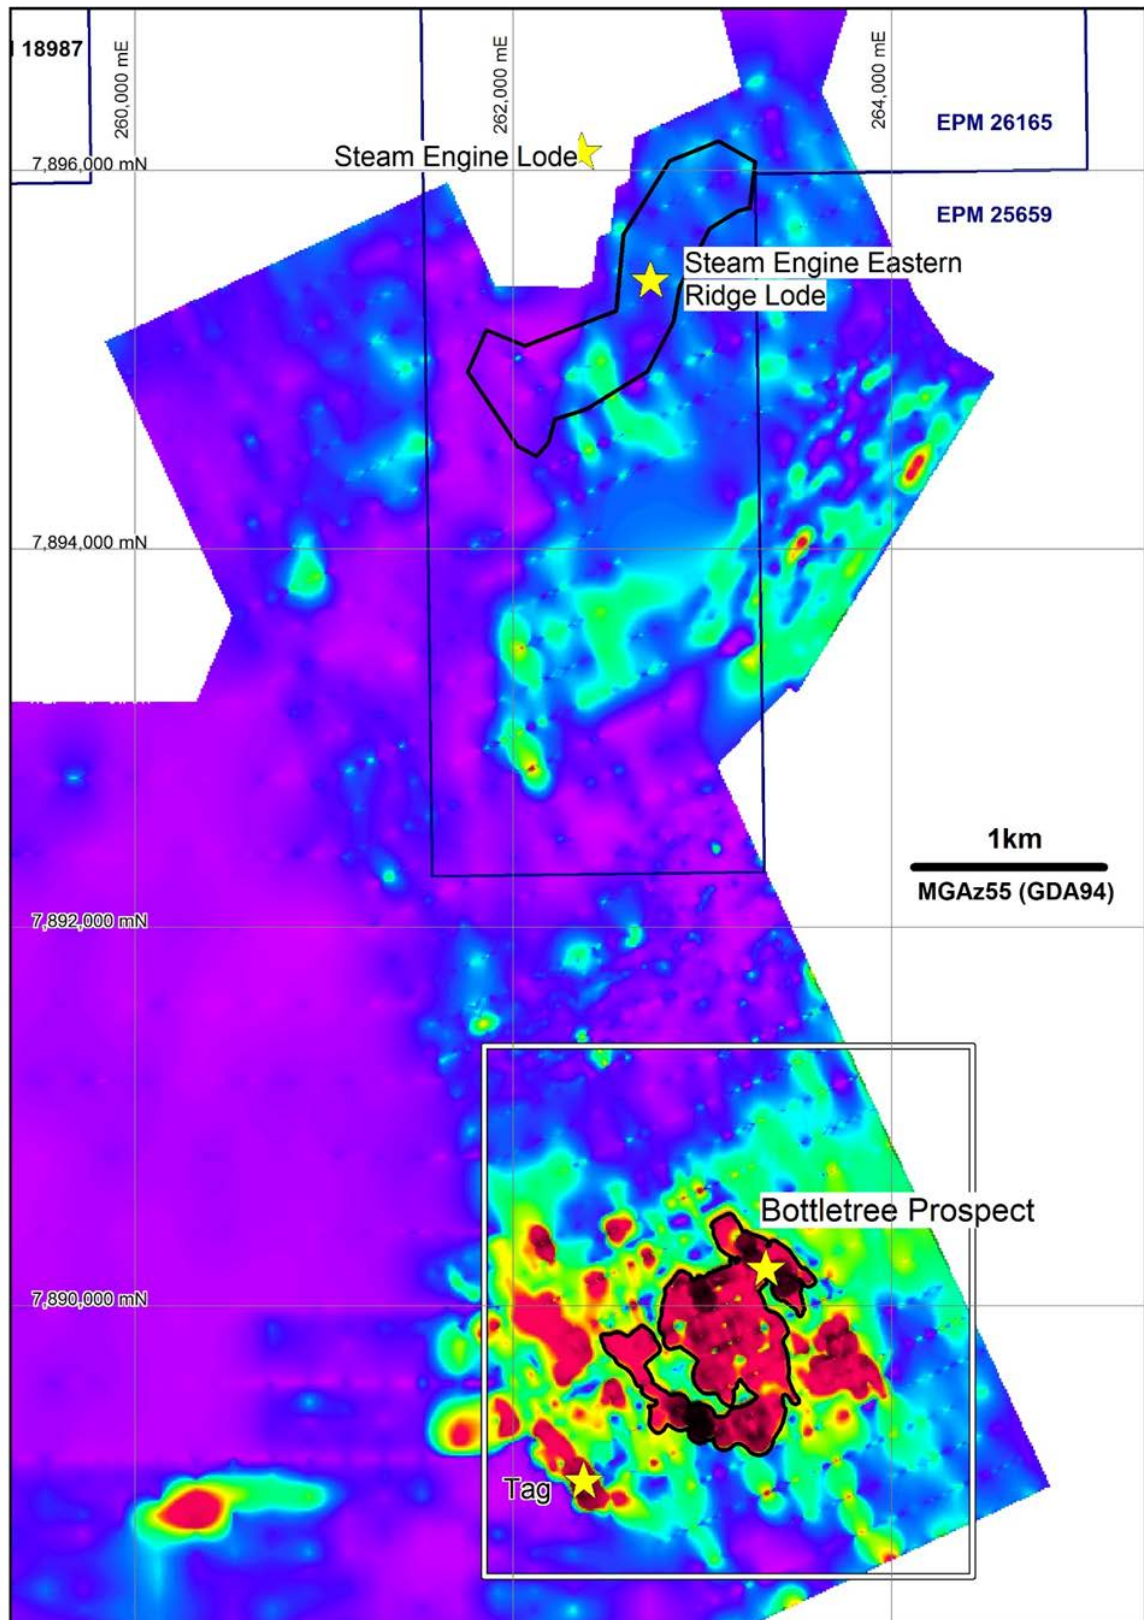 18987
260,000 mE
262,000 mE
264,000 mE
EPM 26165
Steam Engine Lode
7,896,000 mN
EPM 25659
Steam Engine Eastern
Ridge Lode
7,894,000 mN
1km
MGAz55 (GDA94)
7,892,000 mN
Bottletree Prospect
7,890,000 mN
Tag